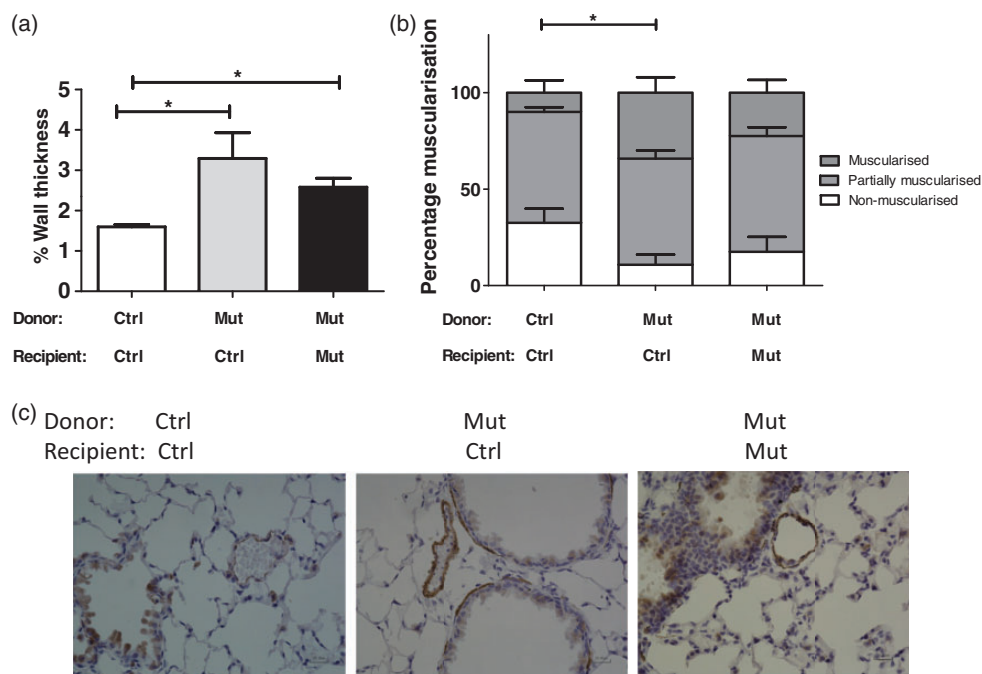 (a)
% Wall thickness
5
4
3
2
1
0
*
*
Donor: Ctrl Mut Mut
Recipient: Ctrl Ctrl Mut
(b)
Percentage muscularisation
100
50
0
*
Muscularised
Partially muscularised
Non-muscularised
Donor: Ctrl Mut Mut
Recipient: Ctrl Ctrl Mut
(c)
Donor: Ctrl Mut Mut
Recipient: Ctrl Ctrl Mut